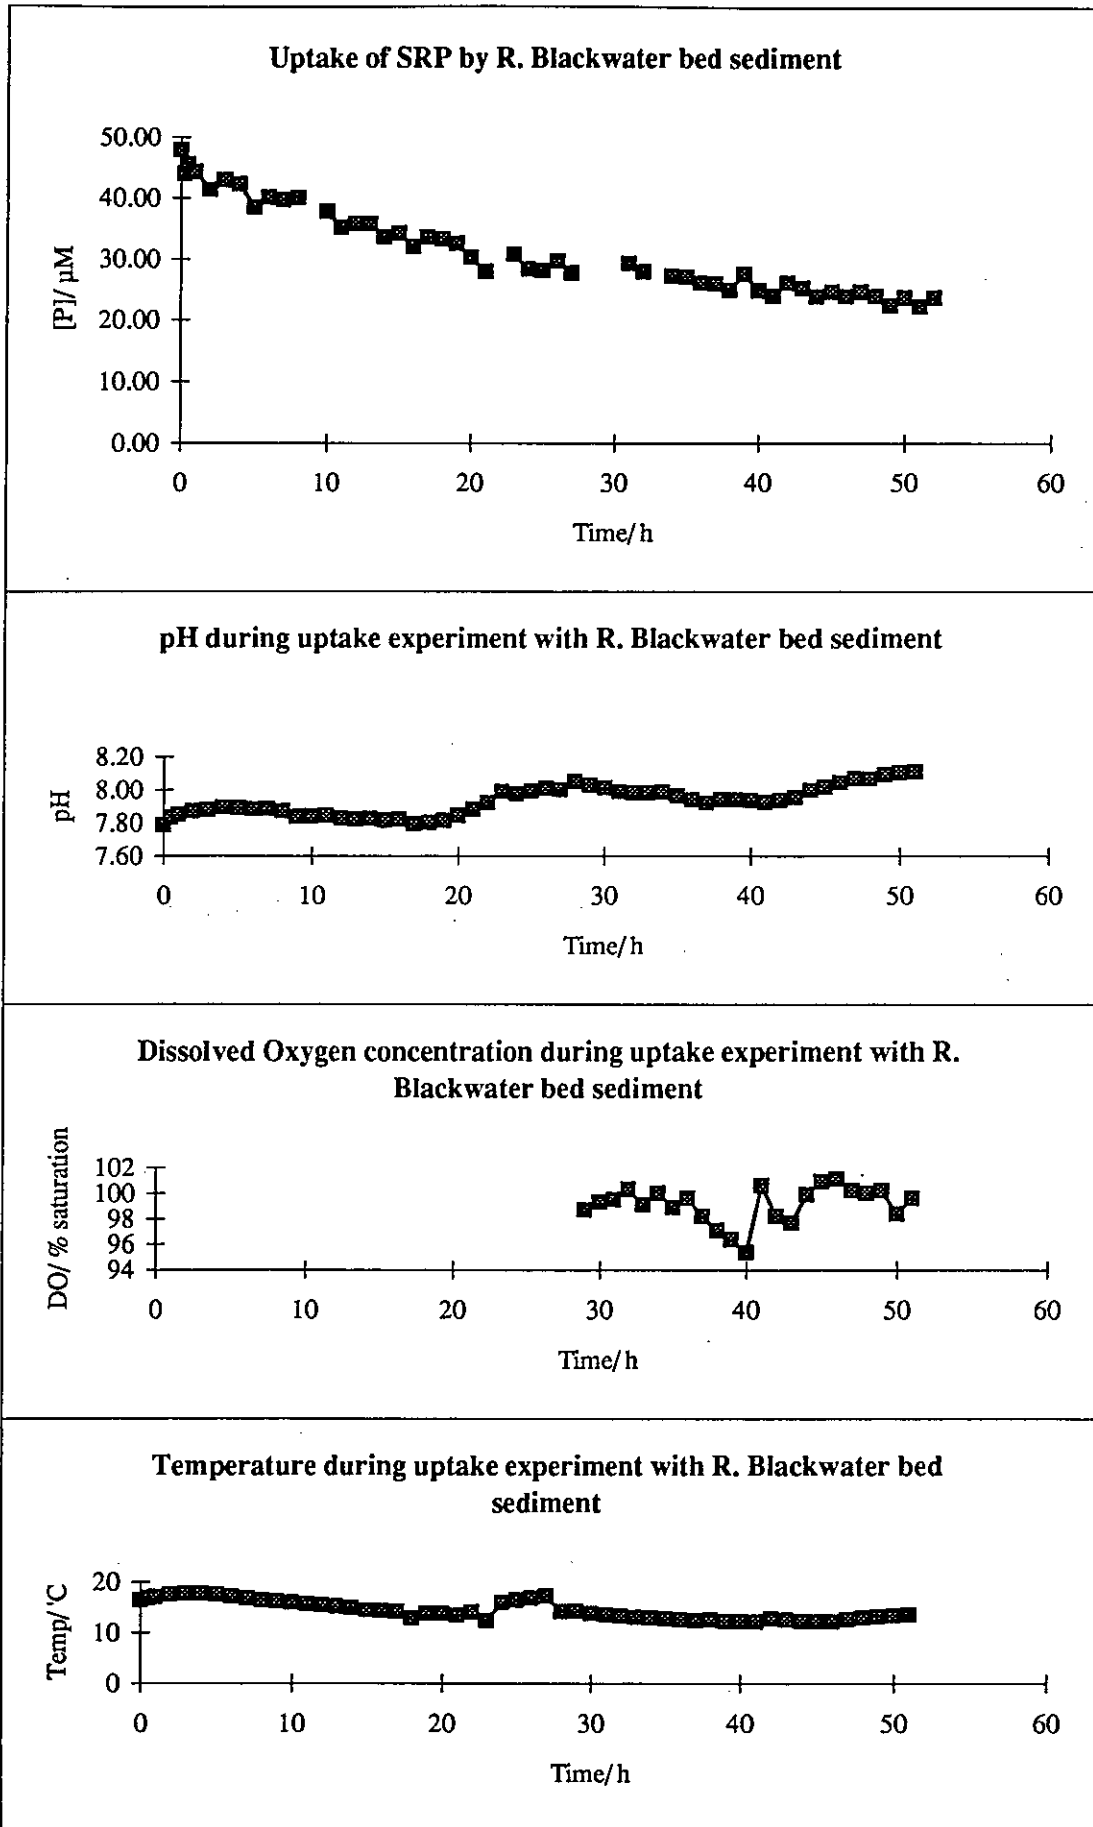 Uptake of SRP by R. Blackwater bed sediment
50.00
40.00
30.00
20.00
10.00
0.00
[P]/ µM
0 10 20 30 40 50 60
Time/ h
pH during uptake experiment with R. Blackwater bed sediment
8.20
8.00
7.80
7.60
pH
0 10 20 30 40 50 60
Time/ h
Dissolved Oxygen concentration during uptake experiment with R.
Blackwater bed sediment
102
100
98
96
94
DO/ % saturation
0 10 20 30 40 50 60
Time/ h
Temperature during uptake experiment with R. Blackwater bed
sediment
20
10
0
Temp/ 'C
0 10 20 30 40 50 60
Time/ h